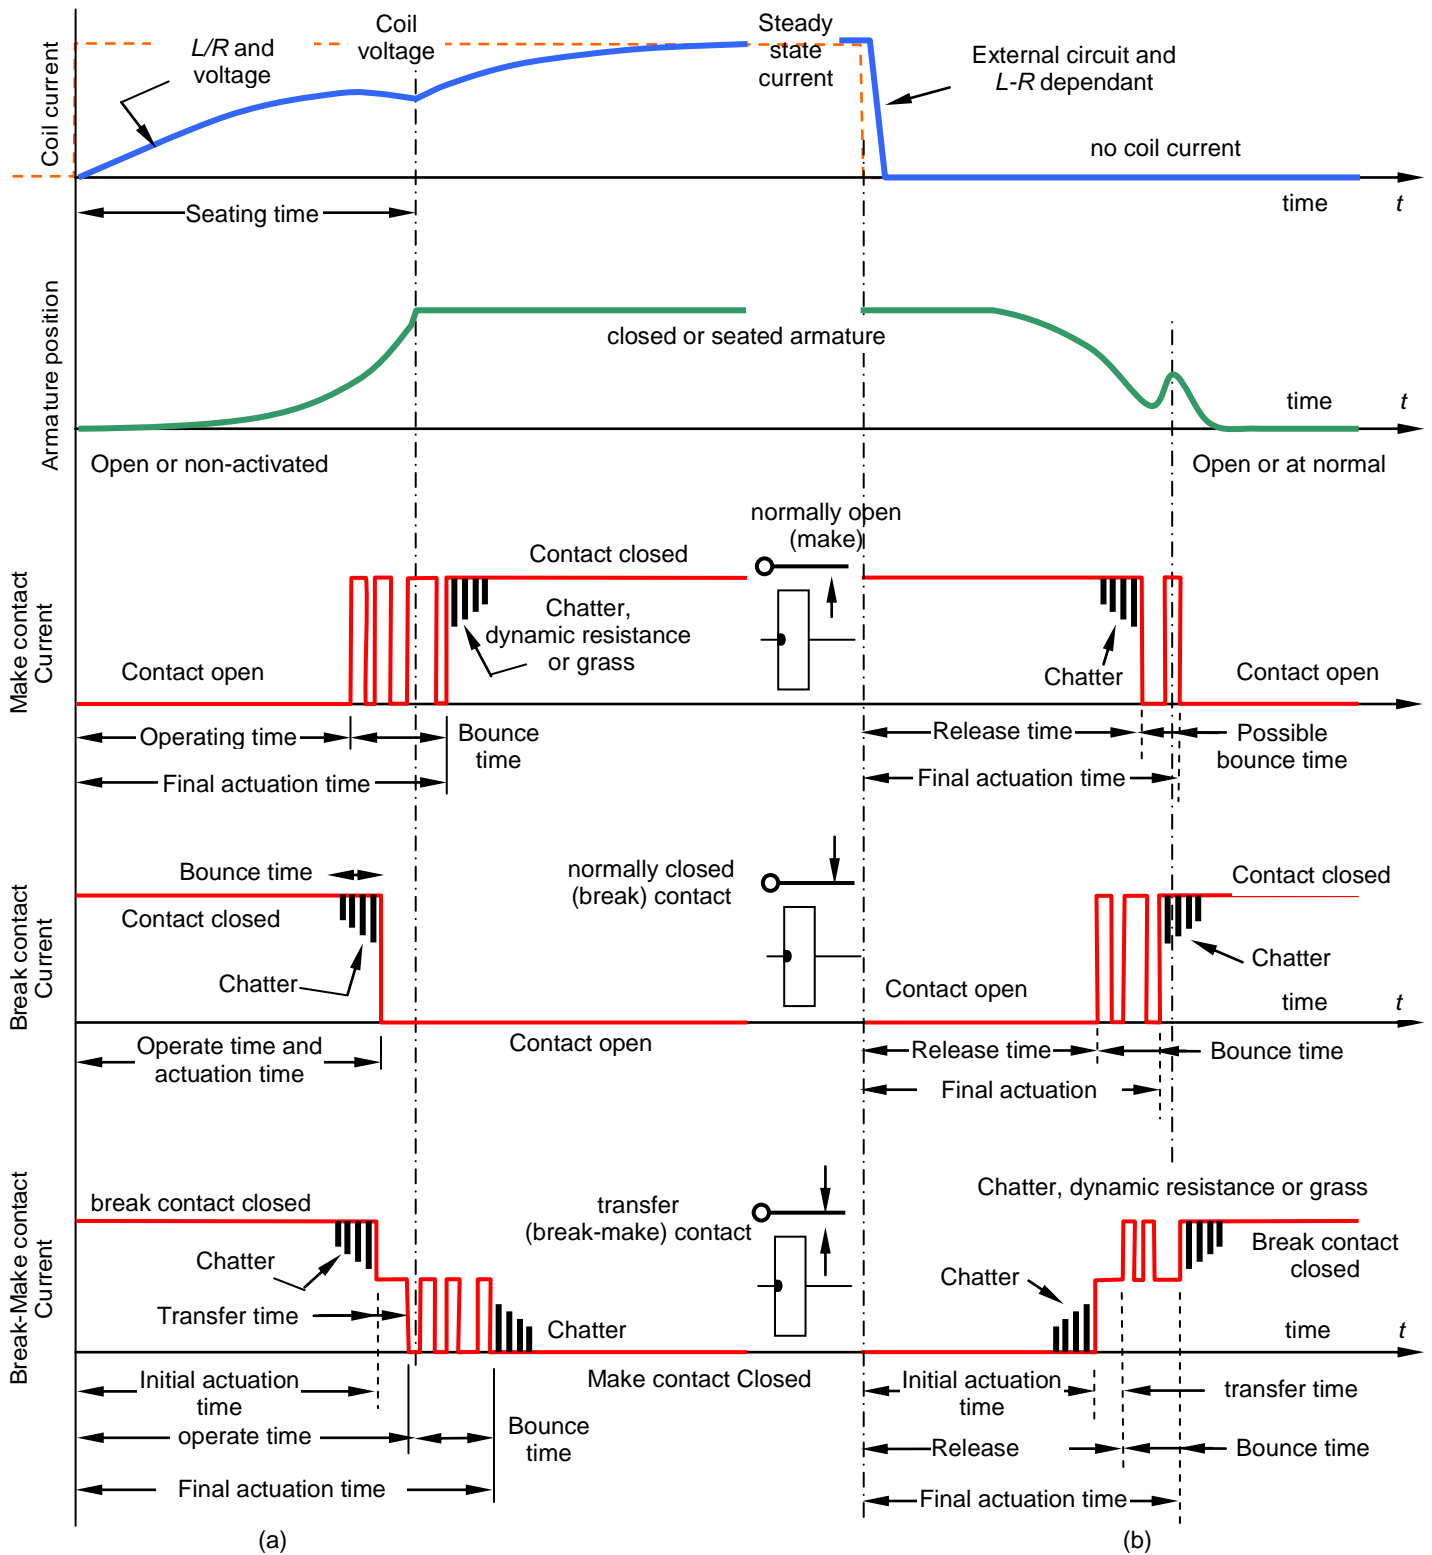 Coil current
L/R and
voltage
Coil
voltage
Steady
state
current
External circuit and
L-R dependant
no coil current
Seating time
time
t
Armature position
closed or seated armature
time
t
Open or non-activated
Open or at normal
Make contact
Current
normally open
(make)
Contact closed
Chatter,
dynamic resistance
or grass
Contact open
Chatter
Contact open
Operating time
Bounce
time
Release time
Possible
bounce time
Final actuation time
Final actuation time
Break contact
Current
Bounce time
normally closed
(break) contact
Contact closed
Contact closed
Chatter
Chatter
Contact open
time
t
Operate time and
actuation time
Contact open
Release time
Bounce time
Final actuation
Break-Make contact
Current
break contact closed
transfer
(break-make) contact
Chatter, dynamic resistance or grass
Chatter
Chatter
Break contact
closed
Transfer time
Chatter
time
t
Initial actuation
time
Make contact Closed
Initial actuation
time
transfer time
operate time
Bounce
time
Release
Bounce time
Final actuation time
Final actuation time
(a)
(b)